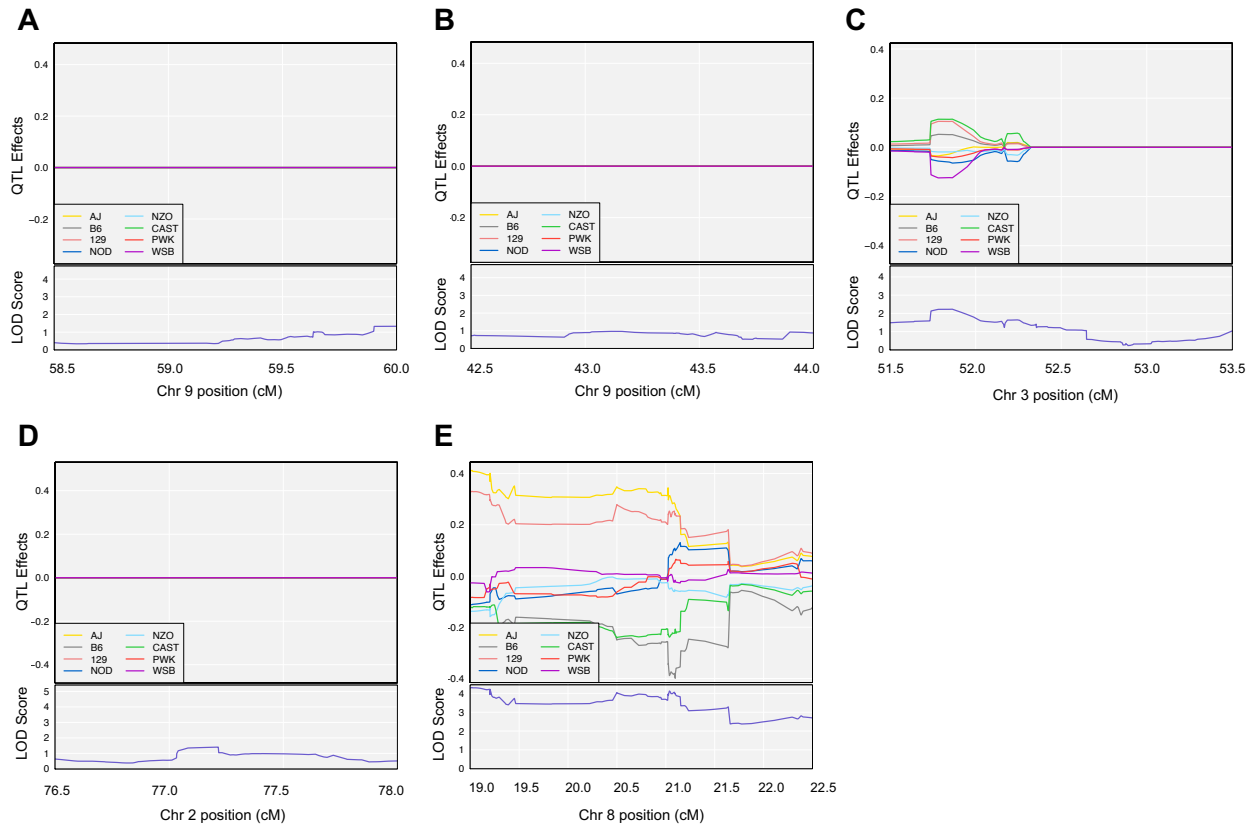 A
QTL Effects
0.4
0.2
0.0
−0.2
AJ NZO
B6 CAST
129 PWK
NOD WSB
LOD Score
4
3
2
1
0
58.5 59.0 59.5 60.0
Chr 9 position (cM)
B
QTL Effects
0.4
0.2
0.0
−0.2
AJ NZO
B6 CAST
129 PWK
NOD WSB
LOD Score
4
3
2
1
0
42.5 43.0 43.5 44.0
Chr 9 position (cM)
C
QTL Effects
0.4
0.2
0.0
−0.2
−0.4
AJ NZO
B6 CAST
129 PWK
NOD WSB
LOD Score
4
3
2
1
0
51.5 52.0 52.5 53.0 53.5
Chr 3 position (cM)
D
QTL Effects
0.4
0.2
0.0
−0.2
−0.4
AJ NZO
B6 CAST
129 PWK
NOD WSB
LOD Score
5
4
3
2
1
0
76.5 77.0 77.5 78.0
Chr 2 position (cM)
E
QTL Effects
0.4
0.2
0.0
−0.2
−0.4
AJ NZO
B6 CAST
129 PWK
NOD WSB
LOD Score
4
3
2
1
0
19.0 19.5 20.0 20.5 21.0 21.5 22.0 22.5
Chr 8 position (cM)